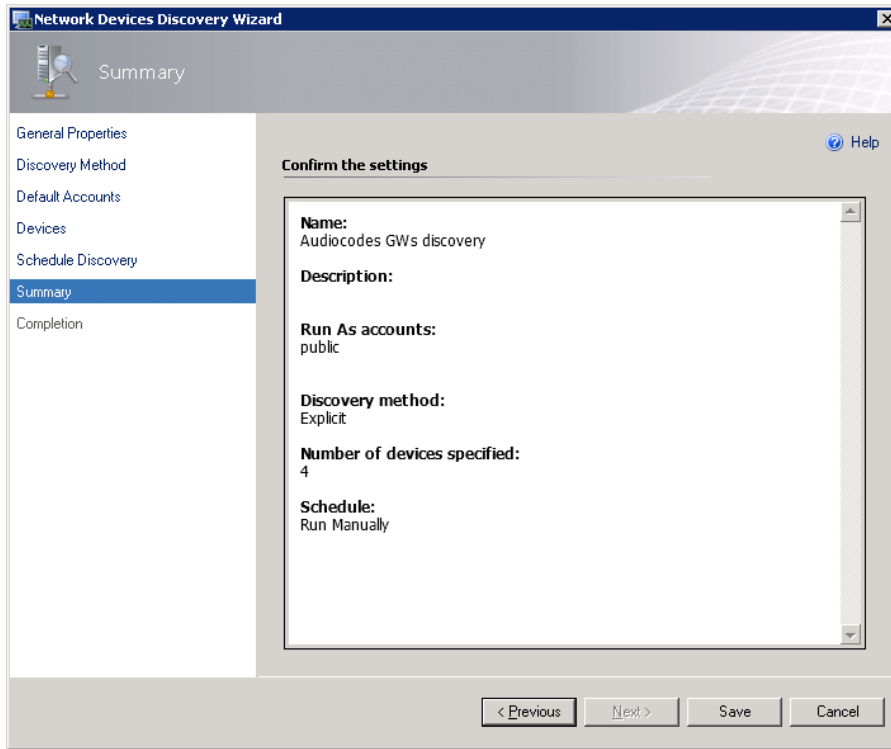 Network Devices Discovery Wizard
Summary
General Properties
Discovery Method
Default Accounts
Devices
Schedule Discovery
Summary
Completion
Help
Confirm the settings
Name:
Audiocodes GWs discovery
Description:
Run As accounts:
public
Discovery method:
Explicit
Number of devices specified:
4
Schedule:
Run Manually
< Previous
Next >
Save
Cancel